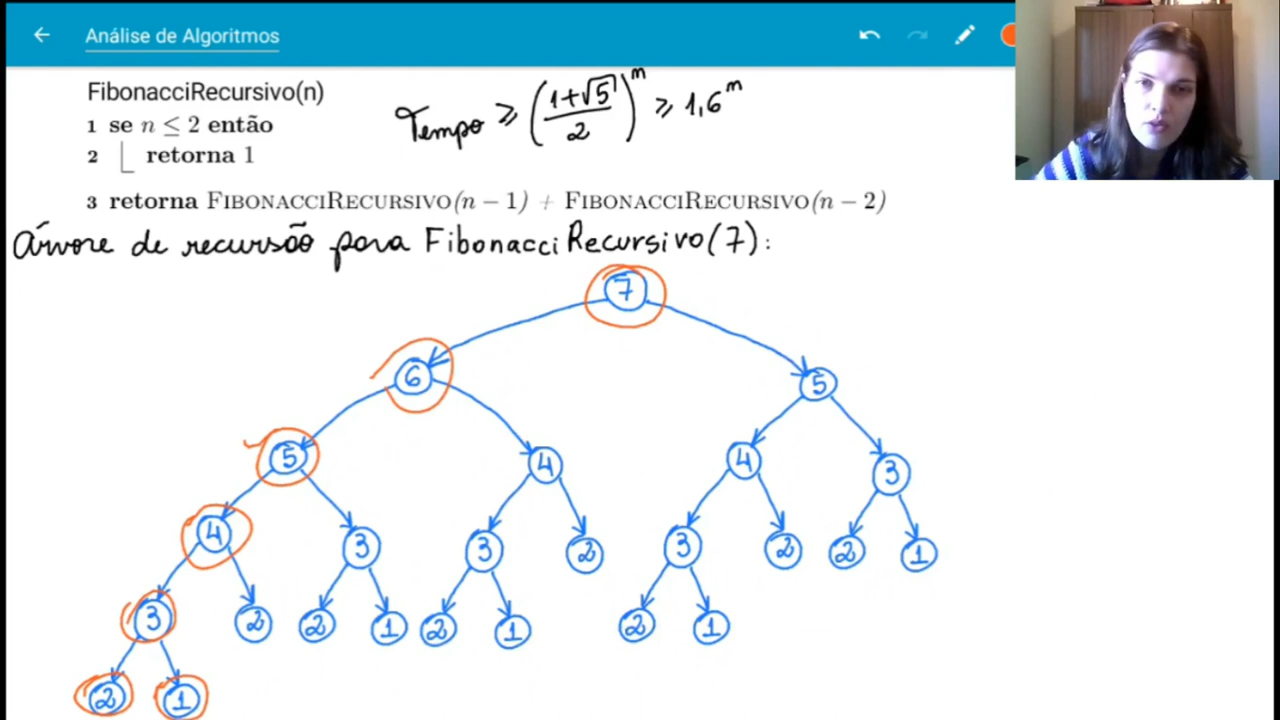 Análise de Algoritmos
FibonacciRecursivo(n)
1 se n ≤ 2 então
2 retorna 1
3 retorna FIBONACCIRECURSIVO(n − 1) + FIBONACCIRECURSIVO(n − 2)
Tempo ≥ ((1+√5)/2)^n ≥ 1,6^n
Árvore de recursão para FibonacciRecursivo(7):
7
6 5
5 4 4 3
4 3 3 2 3 2 2 1
3 2 2 1 2 1 2 1
2 1